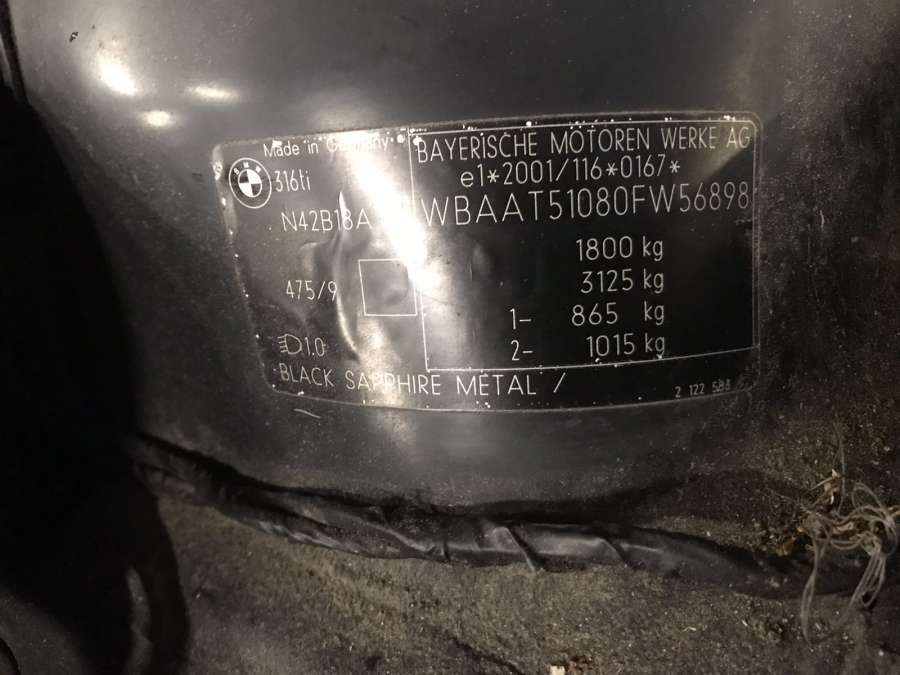 Made in Germany
316ti
N42B18A
475/9
1.0
BAYERISCHE MOTOREN WERKE AG
e1*2001/116*0167*
WBAAT51080FW56898
1800 kg
3125 kg
1- 865 kg
2- 1015 kg
BLACK SAPPHIRE METAL /
2 122